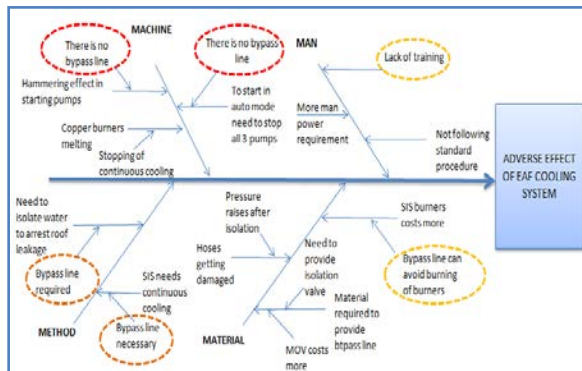 MACHINE
There is no
bypass line
There is no bypass
line
MAN
Lack of training
Hammering effect in
starting pumps
To start in
auto mode
need to stop
all 3 pumps
More man
power
requirement
Copper burners
melting
Stopping of
continuous cooling
Not following
standard
procedure
ADVERSE EFFECT
OF EAF COOLING
SYSTEM
Need to
isolate water
to arrest roof
leakage
Pressure
raises after
isolation
SIS burners
costs more
Bypass line
required
SIS needs
continuous
cooling
Hoses
getting
damaged
Need to
provide
isolation
valve
Bypass line can
avoid burning
of burners
METHOD
Bypass line
necessary
MATERIAL
Material
required to
provide
btpass line
MOV costs
more